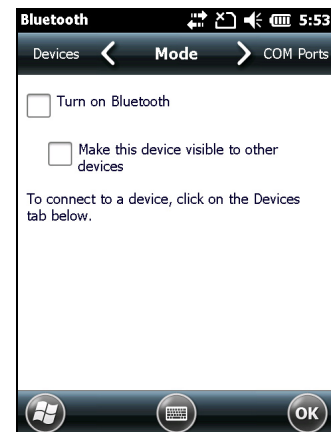 Bluetooth 5:53
Devices Mode COM Ports
Turn on Bluetooth
Make this device visible to other
devices
To connect to a device, click on the Devices
tab below.
OK